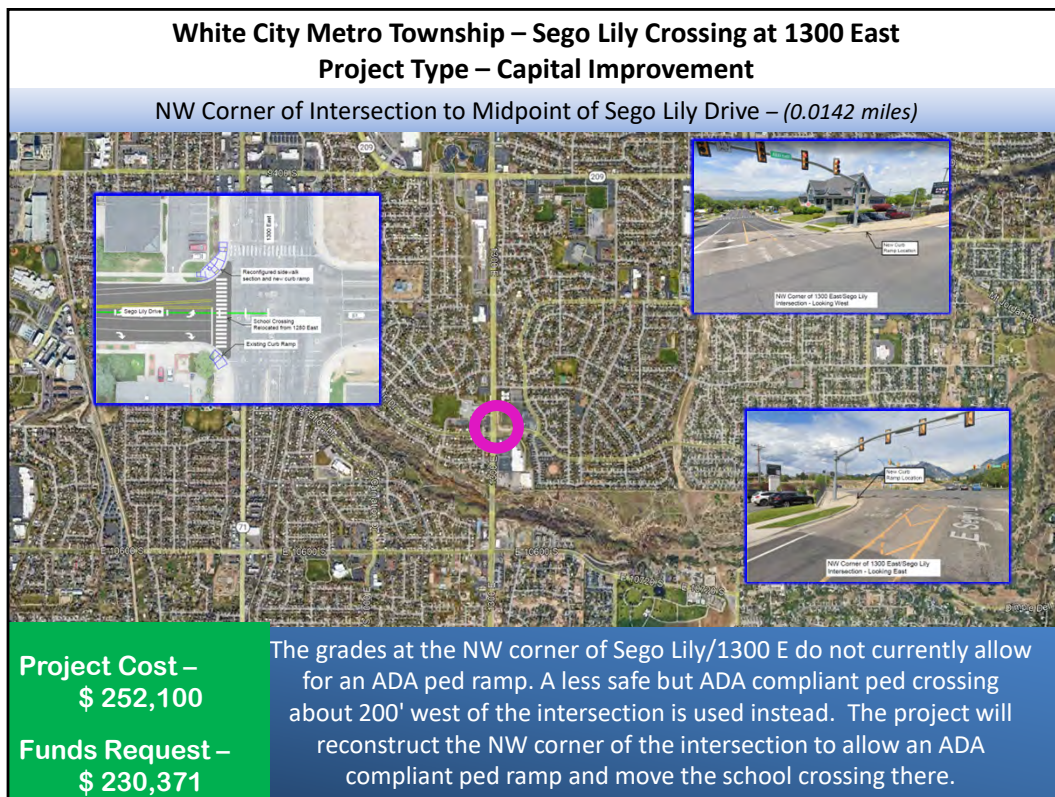 White City Metro Township – Sego Lily Crossing at 1300 East
Project Type – Capital Improvement
NW Corner of Intersection to Midpoint of Sego Lily Drive – (0.0142 miles)
209
9400 S
209
1300 East
Reconfigured sidewalk
section and new curb ramp
Sego Lily Drive
School Crossing
Relocated from 1280 East
Existing Curb Ramp
New Curb
Ramp Location
NW Corner of 1300 East/Sego Lily
Intersection - Looking West
New Curb
Ramp Location
NW Corner of 1300 East/Sego Lily
Intersection - Looking East
71
E 10600 S
E 10600 S
Project Cost –
$ 252,100
Funds Request –
$ 230,371
The grades at the NW corner of Sego Lily/1300 E do not currently allow
for an ADA ped ramp. A less safe but ADA compliant ped crossing
about 200' west of the intersection is used instead.  The project will
reconstruct the NW corner of the intersection to allow an ADA
compliant ped ramp and move the school crossing there.